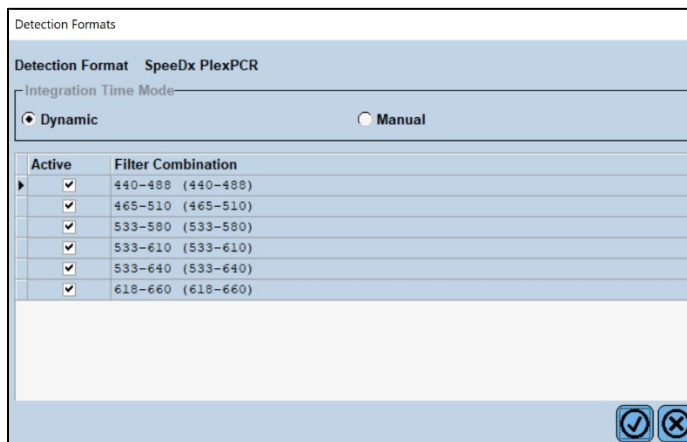 Detection Formats
Detection Format SpeeDx PlexPCR
Integration Time Mode
Dynamic Manual
Active Filter Combination
440-488 (440-488)
465-510 (465-510)
533-580 (533-580)
533-610 (533-610)
533-640 (533-640)
618-660 (618-660)